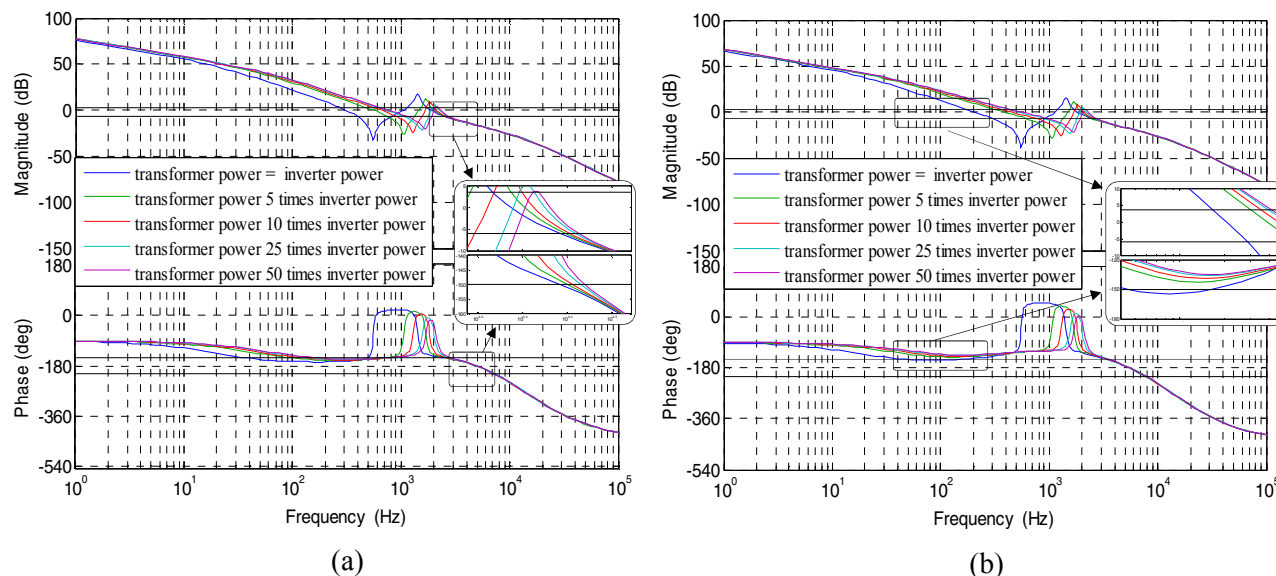 100
50
0
-50
-100
-150
Magnitude (dB)
transformer power = inverter power
transformer power 5 times inverter power
transformer power 10 times inverter power
transformer power 25 times inverter power
transformer power 50 times inverter power
180
0
-180
-360
-540
Phase (deg)
10^0
10^1
10^2
10^3
10^4
10^5
Frequency (Hz)
(a)
100
50
0
-50
-100
-150
Magnitude (dB)
transformer power = inverter power
transformer power 5 times inverter power
transformer power 10 times inverter power
transformer power 25 times inverter power
transformer power 50 times inverter power
180
0
-180
-360
-540
Phase (deg)
10^0
10^1
10^2
10^3
10^4
10^5
Frequency (Hz)
(b)